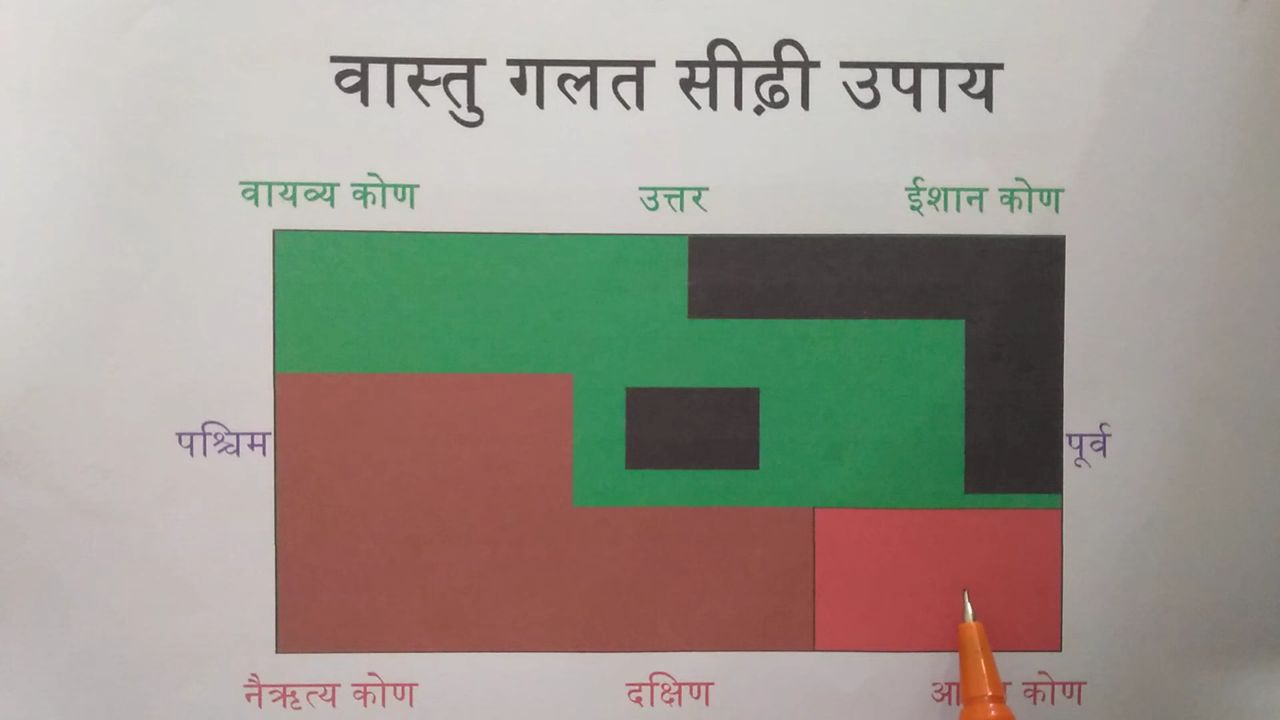 वास्तु गलत सीढ़ी उपाय
वायव्य कोण उत्तर ईशान कोण
पश्चिम पूर्व
नैऋत्य कोण दक्षिण कोण